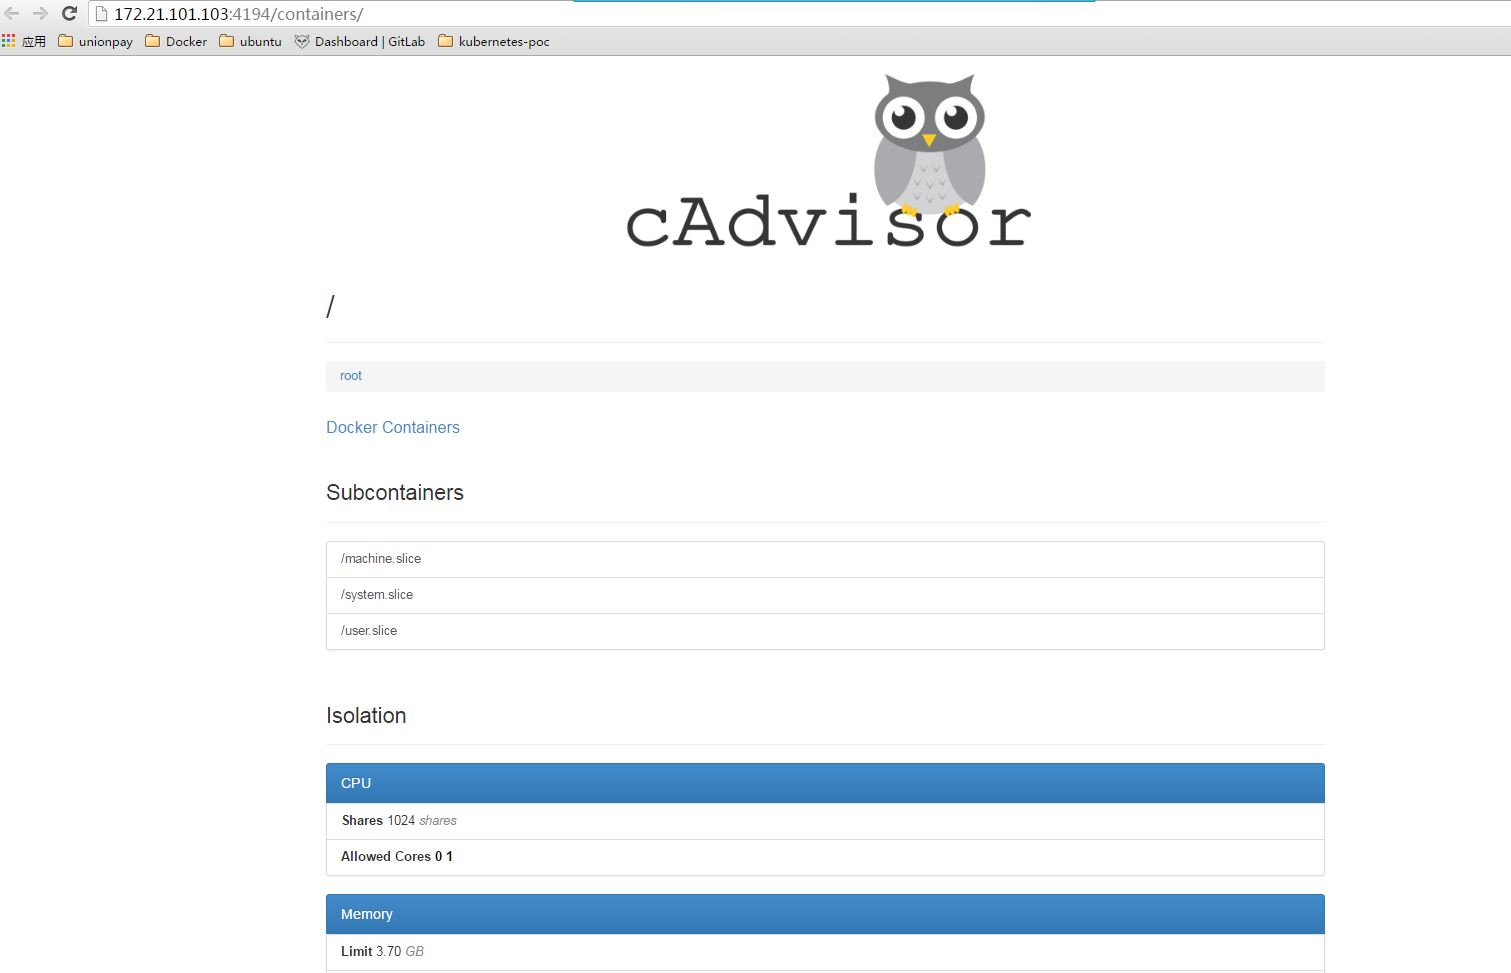 172.21.101.103:4194/containers/
应用 unionpay Docker ubuntu Dashboard | GitLab kubernetes-poc
cAdvisor
/
root
Docker Containers
Subcontainers
/machine.slice
/system.slice
/user.slice
Isolation
CPU
Shares 1024 shares
Allowed Cores 0 1
Memory
Limit 3.70 GB